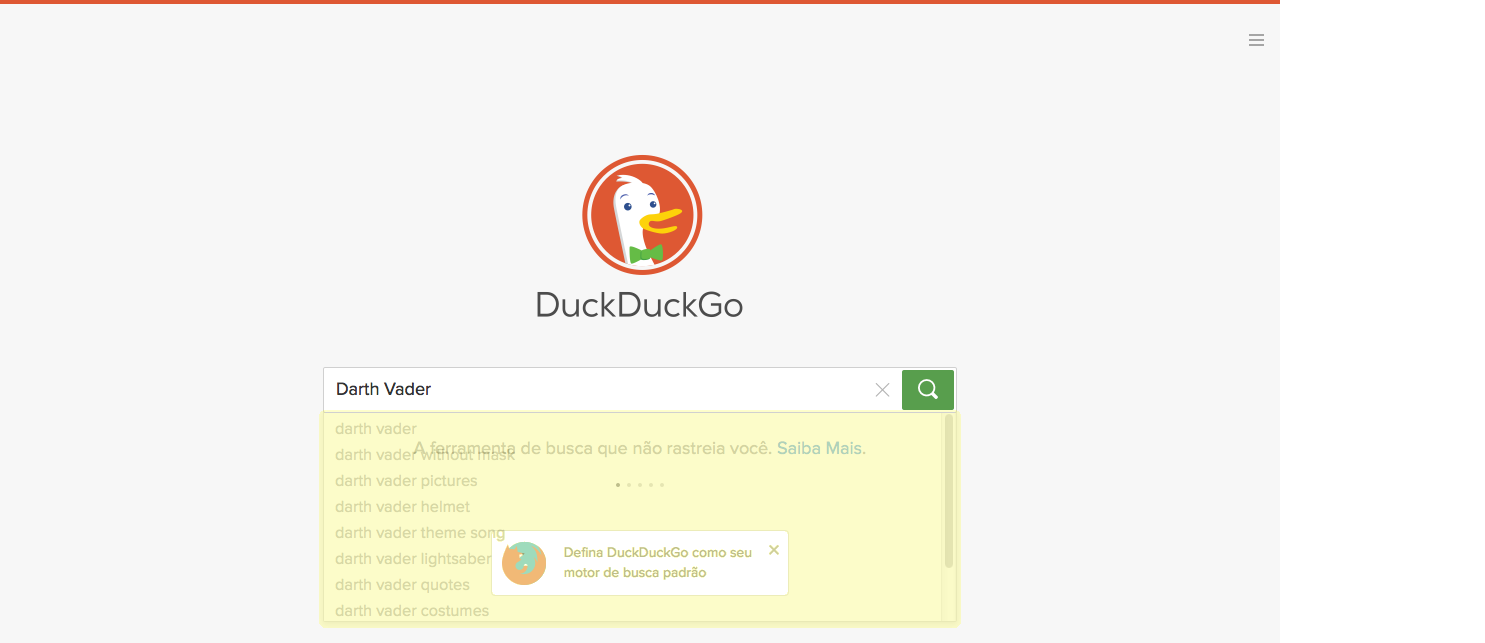 DuckDuckGo
Darth Vader
darth vader
A ferramenta de busca que não rastreia você. Saiba Mais.
darth vader without mask
darth vader pictures
darth vader helmet
darth vader theme song
Defina DuckDuckGo como seu
motor de busca padrão
darth vader lightsaber
darth vader quotes
darth vader costumes